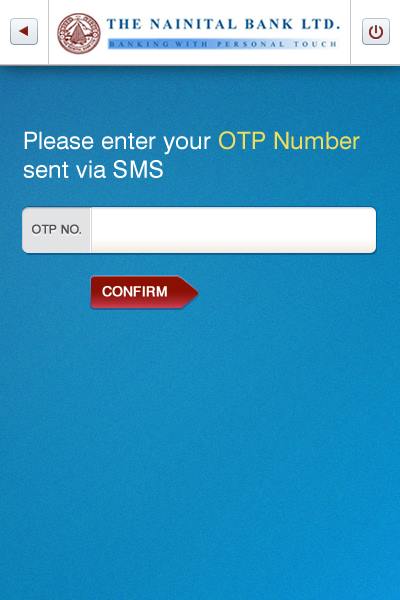 THE NAINITAL BANK LTD.
BANKING WITH PERSONAL TOUCH
Please enter your OTP Number
sent via SMS
OTP NO.
CONFIRM